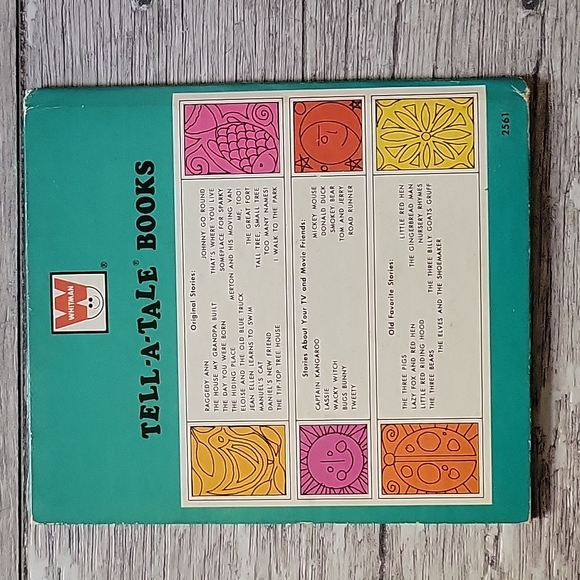 WHITMAN
®
TELL-A-TALE® BOOKS
Original Stories:
RAGGEDY ANN
THE HOUSE MY GRANDPA BUILT
THE DAY YOU WERE BORN
THE HIDING PLACE
ELOISE AND THE OLD BLUE TRUCK
JEAN ELLEN LEARNS TO SWIM
MANUEL'S CAT
DANIEL'S NEW FRIEND
THE TIP-TOP TREE HOUSE
JOHNNY GO ROUND
THAT'S WHERE YOU LIVE
SOMEPLACE FOR SPARKY
MERTON AND HIS MOVING VAN
ME, TOO!
THE GREAT FORT
TALL TREE, SMALL TREE
TOO MANY NAMES!
I WALK TO THE PARK
Stories About Your TV and Movie Friends:
CAPTAIN KANGAROO
LASSIE
WACKY WITCH
BUGS BUNNY
TWEETY
MICKEY MOUSE
DONALD DUCK
SMOKEY BEAR
TOM AND JERRY
ROAD RUNNER
Old Favorite Stories:
THE THREE PIGS
LAZY FOX AND RED HEN
LITTLE RED RIDING HOOD
THE THREE BEARS
LITTLE RED HEN
THE GINGERBREAD MAN
NURSERY RHYMES
THE THREE BILLY GOATS GRUFF
THE ELVES AND THE SHOEMAKER
2561